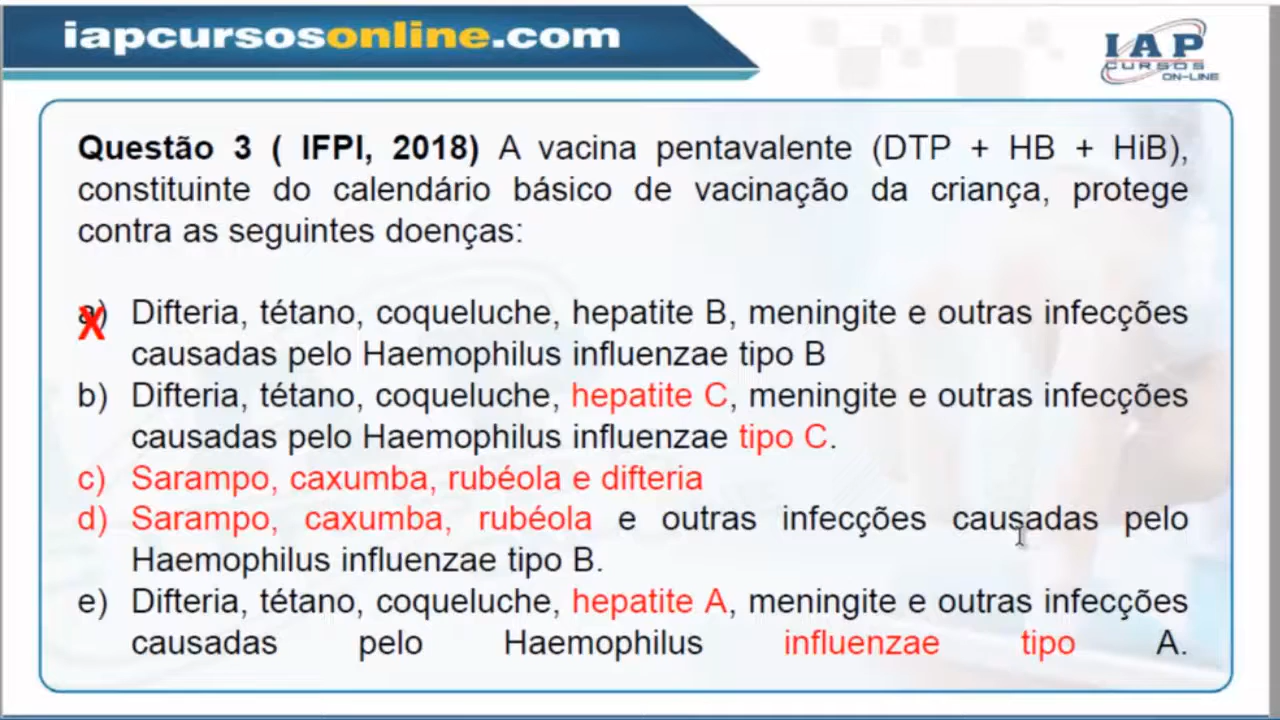 iapcursosonline.com
IAP
CURSOS
ON-LINE
Questão 3 ( IFPI, 2018) A vacina pentavalente (DTP + HB + HiB),
constituinte do calendário básico de vacinação da criança, protege
contra as seguintes doenças:
a) Difteria, tétano, coqueluche, hepatite B, meningite e outras infecções
X
causadas pelo Haemophilus influenzae tipo B
b) Difteria, tétano, coqueluche, hepatite C, meningite e outras infecções
causadas pelo Haemophilus influenzae tipo C.
c) Sarampo, caxumba, rubéola e difteria
d) Sarampo, caxumba, rubéola e outras infecções causadas pelo
Haemophilus influenzae tipo B.
e) Difteria, tétano, coqueluche, hepatite A, meningite e outras infecções
causadas pelo Haemophilus influenzae tipo A.